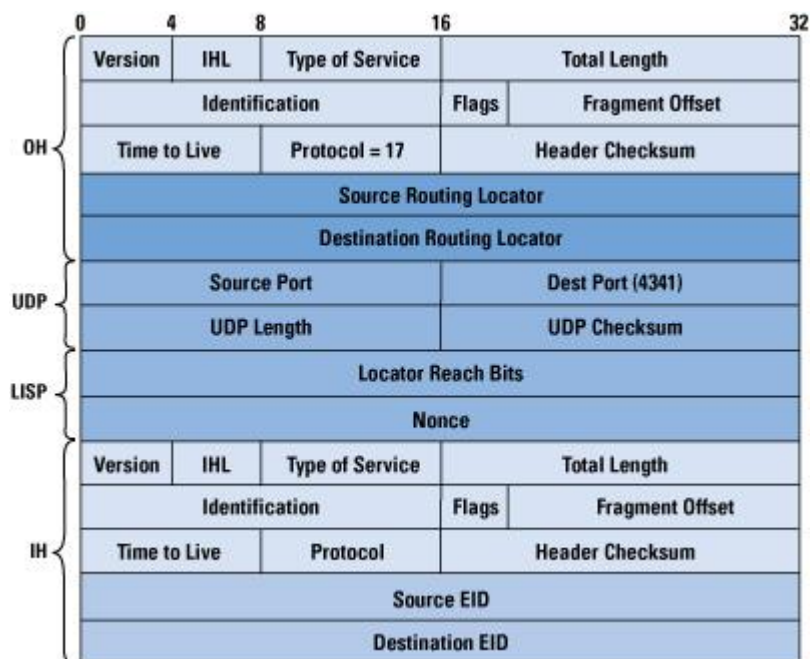 0 4 8 16 32
Version IHL Type of Service Total Length
Identification Flags Fragment Offset
OH Time to Live Protocol = 17 Header Checksum
Source Routing Locator
Destination Routing Locator
Source Port Dest Port (4341)
UDP
UDP Length UDP Checksum
Locator Reach Bits
LISP
Nonce
Version IHL Type of Service Total Length
Identification Flags Fragment Offset
IH Time to Live Protocol Header Checksum
Source EID
Destination EID